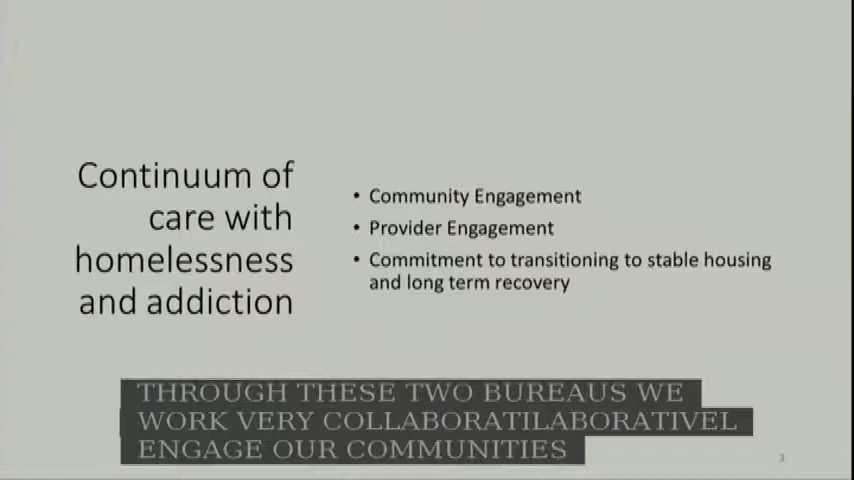 Continuum of
care with
homelessness
and addiction
• Community Engagement
• Provider Engagement
• Commitment to transitioning to stable housing
and long term recovery
THROUGH THESE TWO BUREAUS WE
WORK VERY COLLABORATILABORATIVEL
ENGAGE OUR COMMUNITIES
3